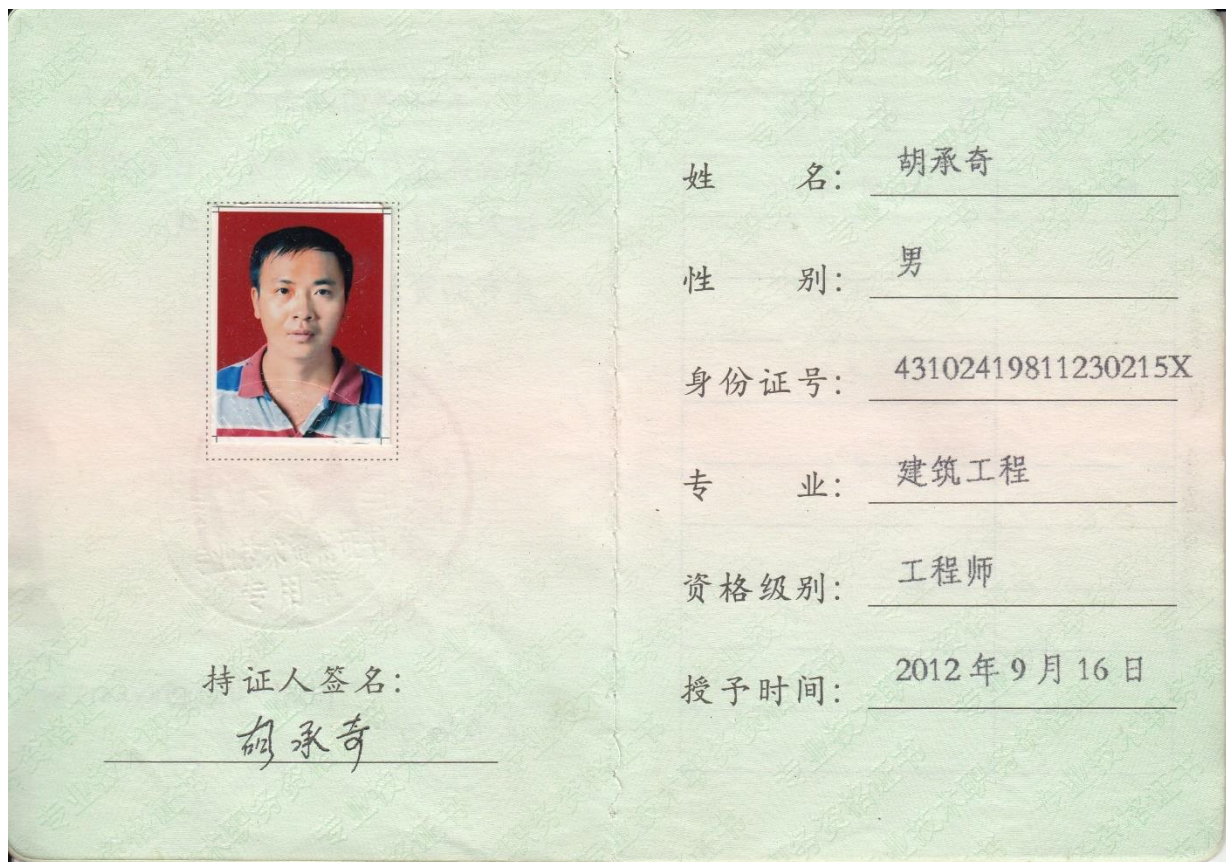 持证人签名:
胡承奇
姓名: 胡承奇
性别: 男
身份证号: 43102419811230215X
专业: 建筑工程
资格级别: 工程师
授予时间: 2012年9月16日